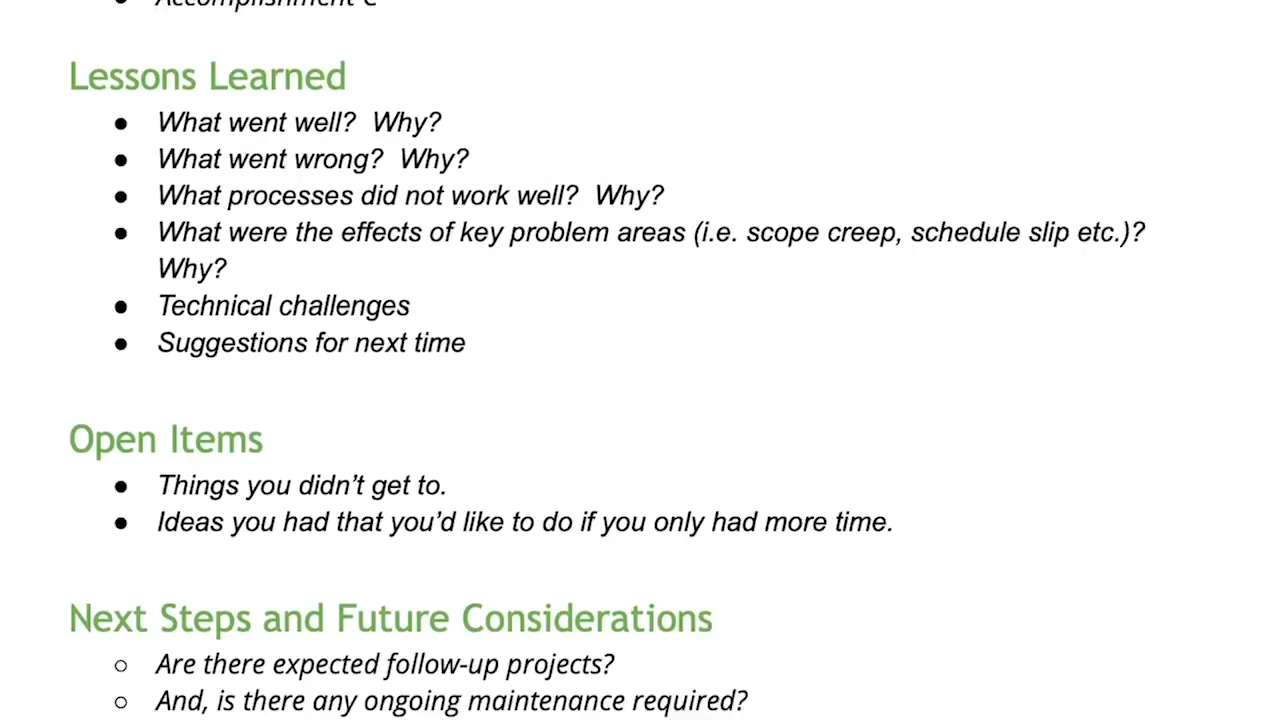 ● Accomplishment C
Lessons Learned
● What went well?  Why?
● What went wrong?  Why?
● What processes did not work well?  Why?
● What were the effects of key problem areas (i.e. scope creep, schedule slip etc.)?
Why?
● Technical challenges
● Suggestions for next time
Open Items
● Things you didn’t get to.
● Ideas you had that you’d like to do if you only had more time.
Next Steps and Future Considerations
○ Are there expected follow-up projects?
○ And, is there any ongoing maintenance required?